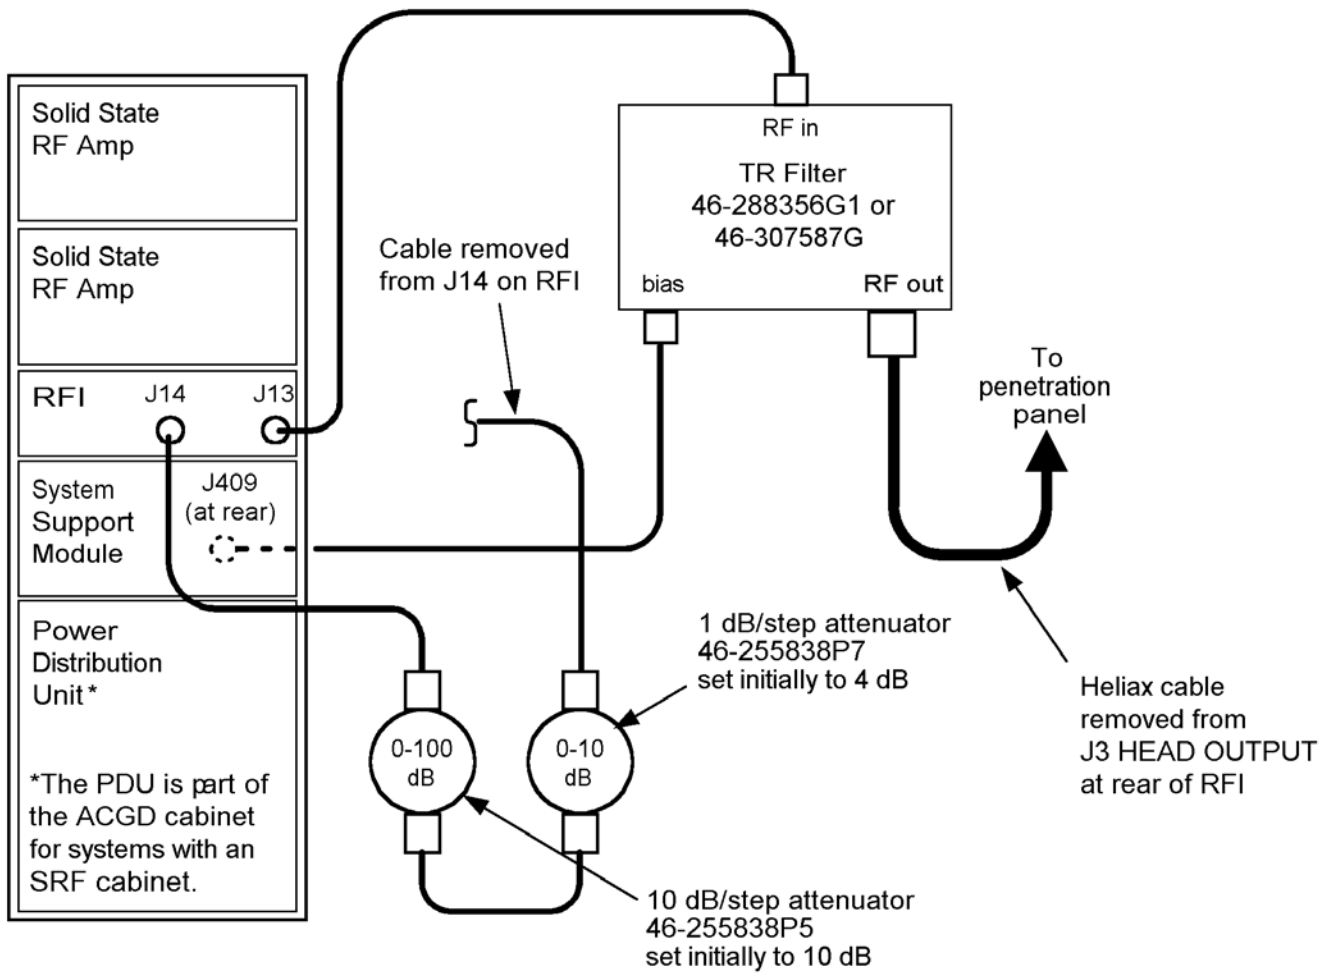 Solid State
RF Amp
Solid State
RF Amp
RFI
J14
J13
System
Support
Module
J409
(at rear)
Power
Distribution
Unit*
*The PDU is part of
the ACGD cabinet
for systems with an
SRF cabinet.
Cable removed
from J14 on RFI
RF in
TR Filter
46-288356G1 or
46-307587G
bias
RF out
To
penetration
panel
1 dB/step attenuator
46-255838P7
set initially to 4 dB
0-100
dB
0-10
dB
10 dB/step attenuator
46-255838P5
set initially to 10 dB
Heliax cable
removed from
J3 HEAD OUTPUT
at rear of RFI